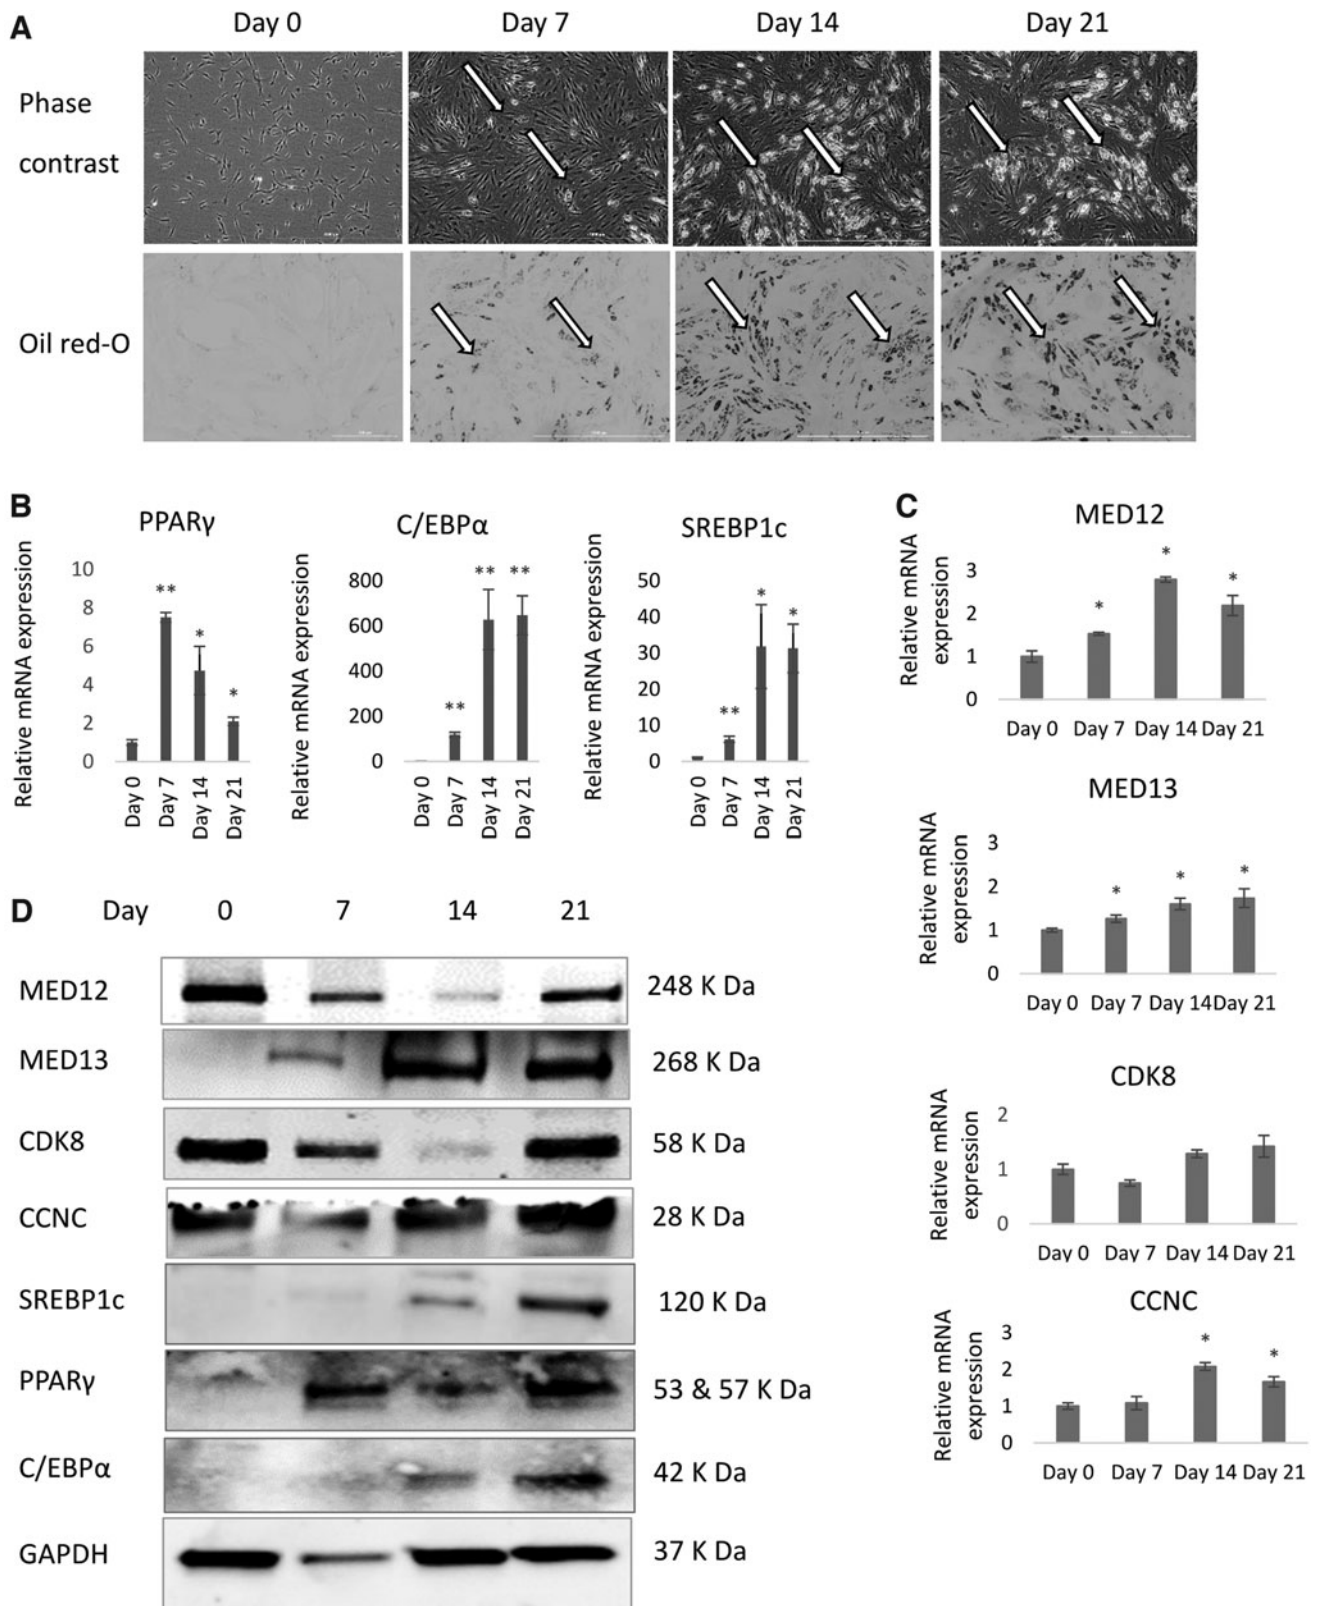 A
Day 0 Day 7 Day 14 Day 21
Phase
contrast
Oil red-O
B
PPARγ
Relative mRNA expression
10
8
6
4
2
0
** * *
Day 0 Day 7 Day 14 Day 21
C/EBPα
Relative mRNA expression
800
600
400
200
0
** ** **
Day 0 Day 7 Day 14 Day 21
SREBP1c
Relative mRNA expression
50
40
30
20
10
0
** * *
Day 0 Day 7 Day 14 Day 21
C
MED12
Relative mRNA
expression
3
2
1
0
* * *
Day 0 Day 7 Day 14 Day 21
MED13
Relative mRNA
expression
3
2
1
0
* * *
Day 0 Day 7 Day 14 Day 21
CDK8
Relative mRNA
expression
2
1
0
Day 0 Day 7 Day 14 Day 21
CCNC
Relative mRNA
expression
3
2
1
0
* *
Day 0 Day 7 Day 14 Day 21
D
Day 0 7 14 21
MED12 248 K Da
MED13 268 K Da
CDK8 58 K Da
CCNC 28 K Da
SREBP1c 120 K Da
PPARγ 53 & 57 K Da
C/EBPα 42 K Da
GAPDH 37 K Da